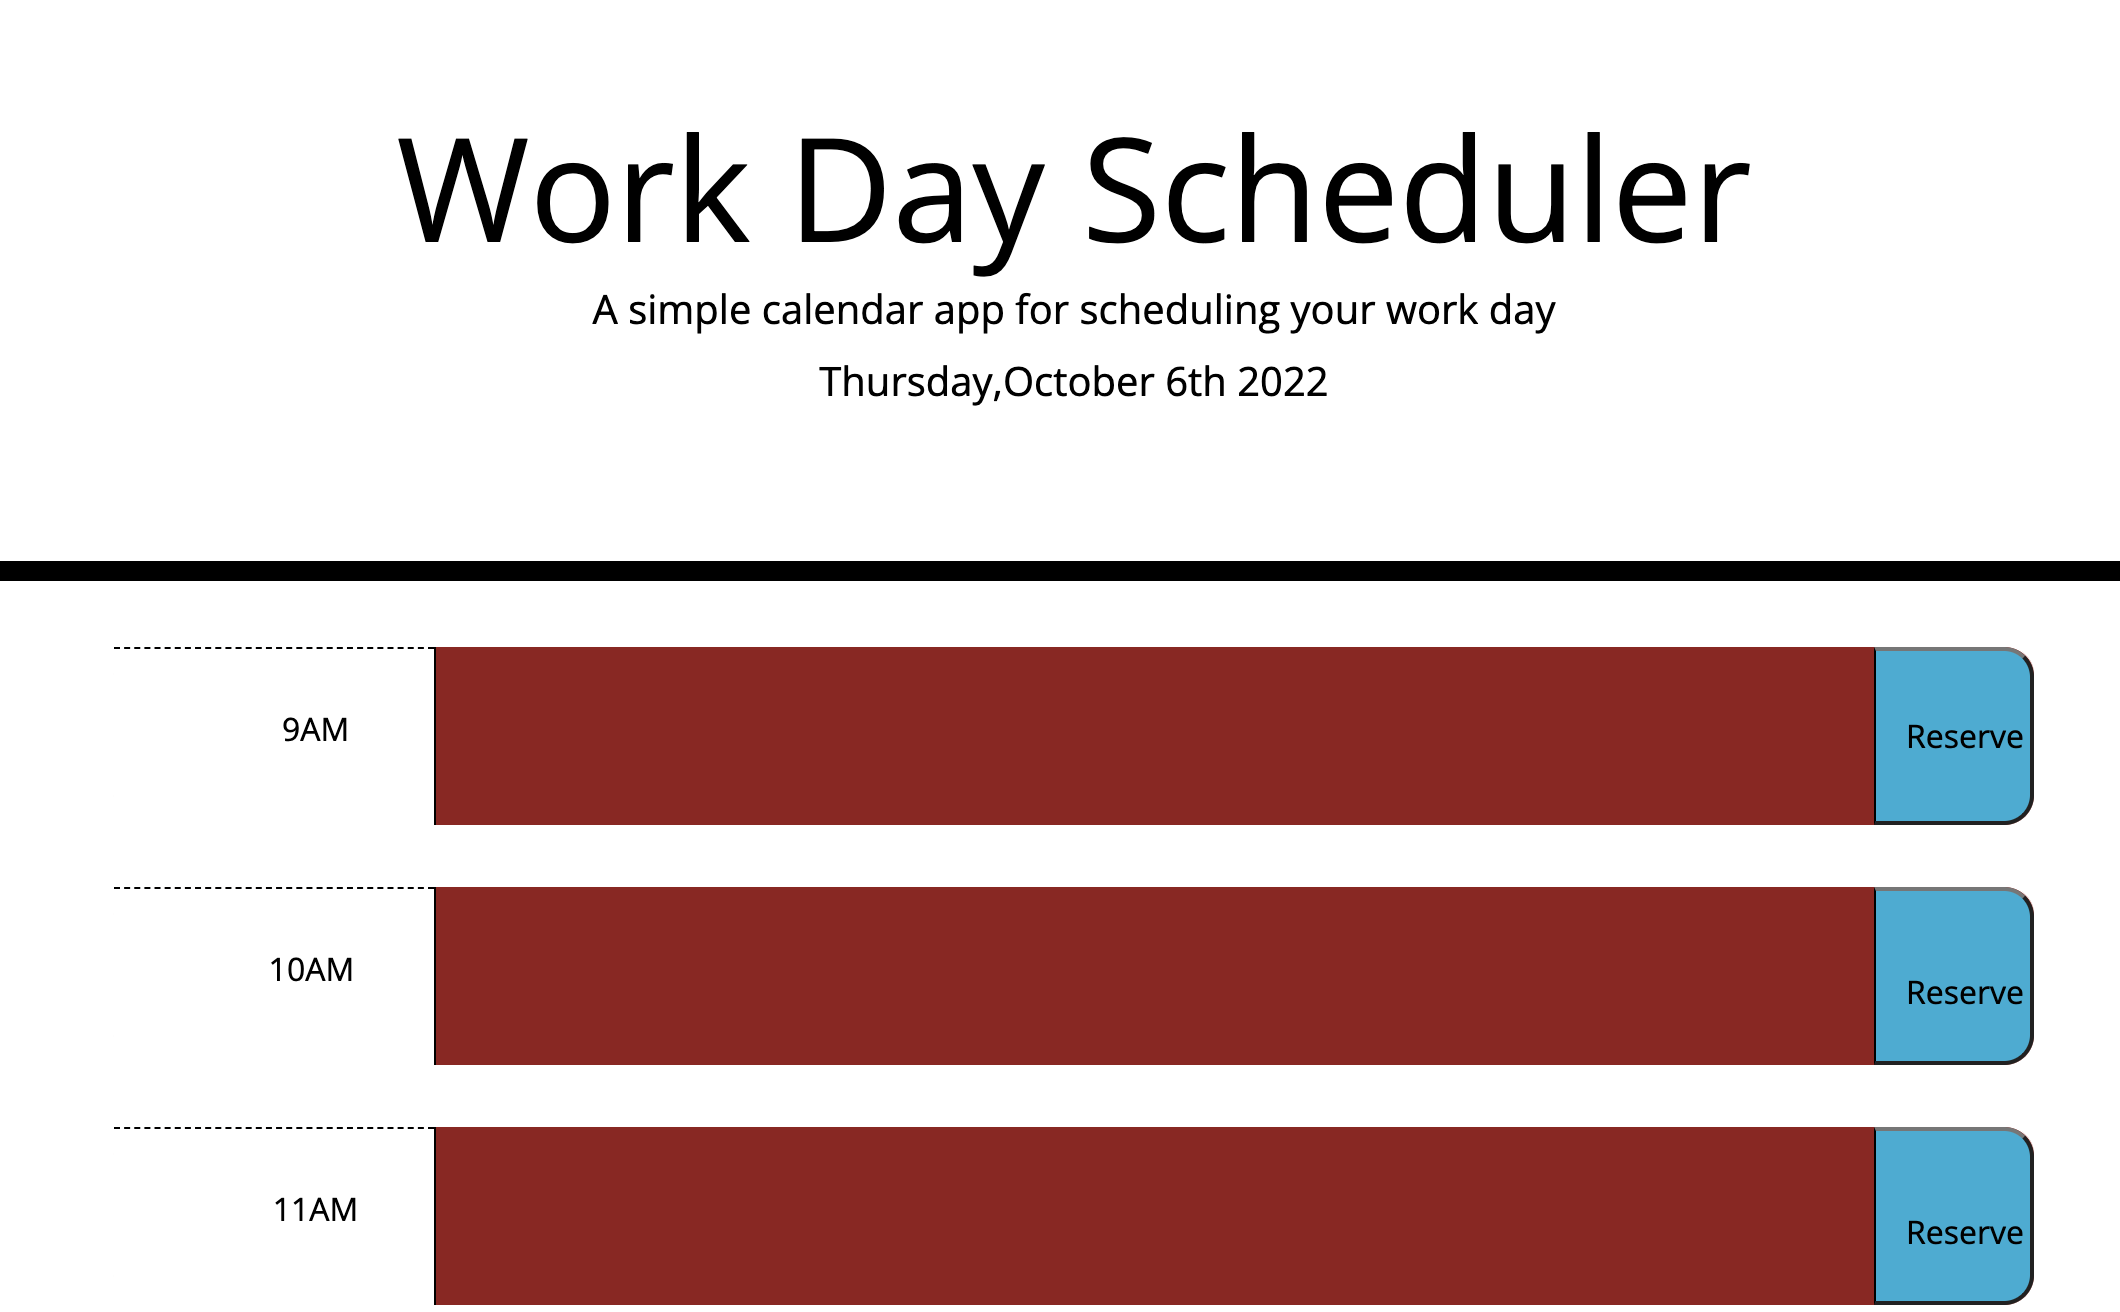 Work Day Scheduler
A simple calendar app for scheduling your work day
Thursday,October 6th 2022
9AM
Reserve
10AM
Reserve
11AM
Reserve